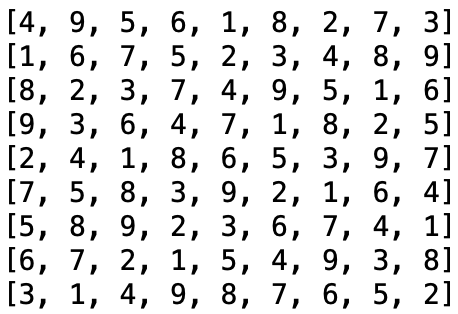 [4, 9, 5, 6, 1, 8, 2, 7, 3]
[1, 6, 7, 5, 2, 3, 4, 8, 9]
[8, 2, 3, 7, 4, 9, 5, 1, 6]
[9, 3, 6, 4, 7, 1, 8, 2, 5]
[2, 4, 1, 8, 6, 5, 3, 9, 7]
[7, 5, 8, 3, 9, 2, 1, 6, 4]
[5, 8, 9, 2, 3, 6, 7, 4, 1]
[6, 7, 2, 1, 5, 4, 9, 3, 8]
[3, 1, 4, 9, 8, 7, 6, 5, 2]